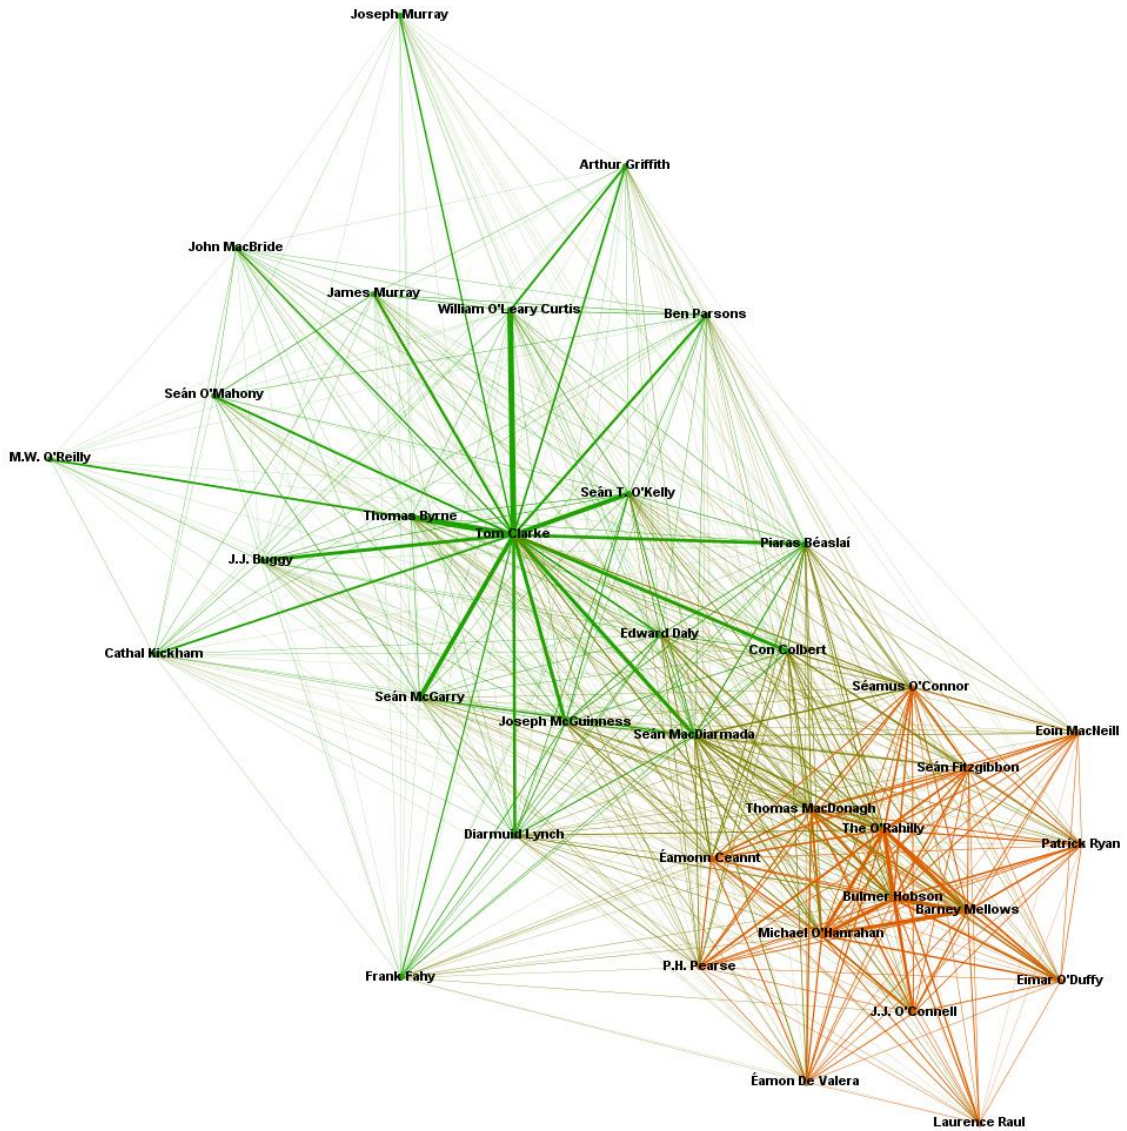 Joseph Murray
Arthur Griffith
John MacBride
James Murray
William O'Leary Curtis
Ben Parsons
Seán O'Mahony
M.W. O'Reilly
Seán T. O'Kelly
Thomas Byrne
Tom Clarke
Piaras Béaslaí
J.J. Buggy
Edward Daly
Con Colbert
Cathal Kickham
Séamus O'Connor
Seán McGarry
Joseph McGuinness
Seán MacDiarmada
Eoin MacNeill
Seán Fitzgibbon
Thomas MacDonagh
The O'Rahilly
Diarmuid Lynch
Patrick Ryan
Éamonn Ceannt
Bulmer Hobson
Barney Mellows
Michael O'Hanrahan
P.H. Pearse
Frank Fahy
Eimar O'Duffy
J.J. O'Connell
Éamon De Valera
Laurence Raul